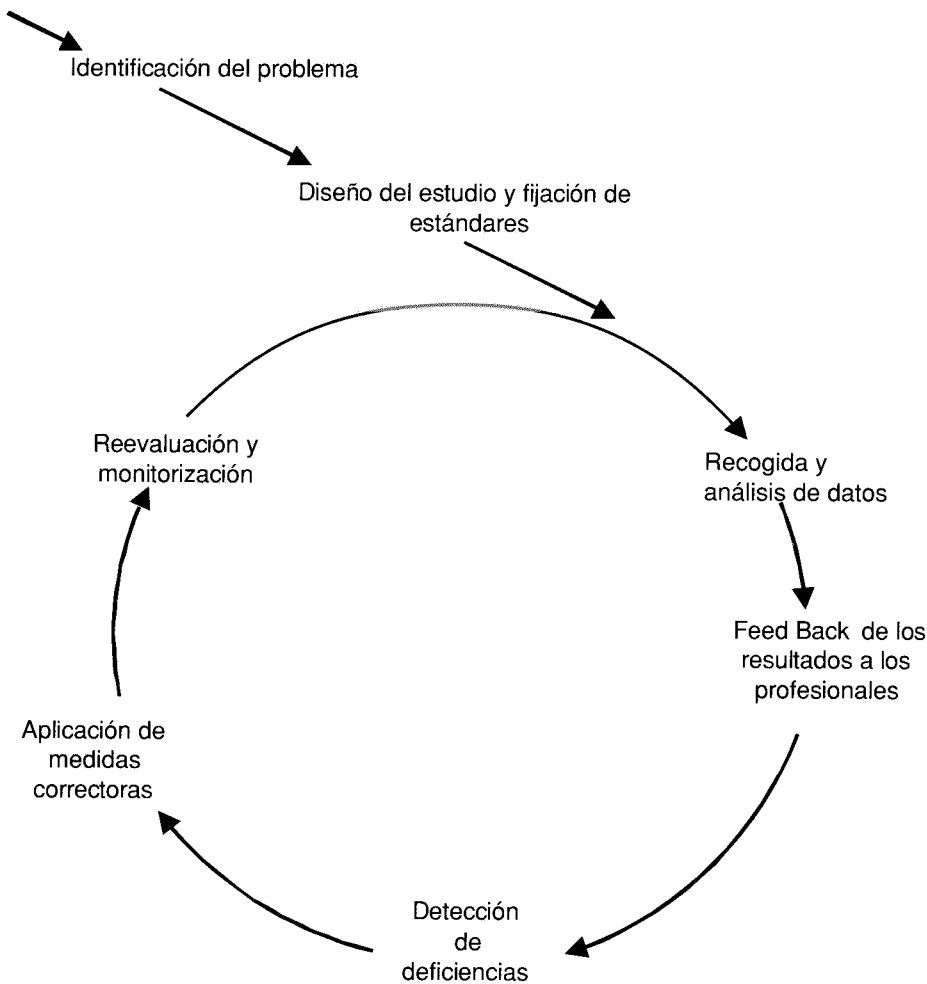 Identificación del problema
Diseño del estudio y fijación de
estándares
Recogida y
análisis de datos
Feed Back de los
resultados a los
profesionales
Detección
de
deficiencias
Aplicación de
medidas
correctoras
Reevaluación y
monitorización